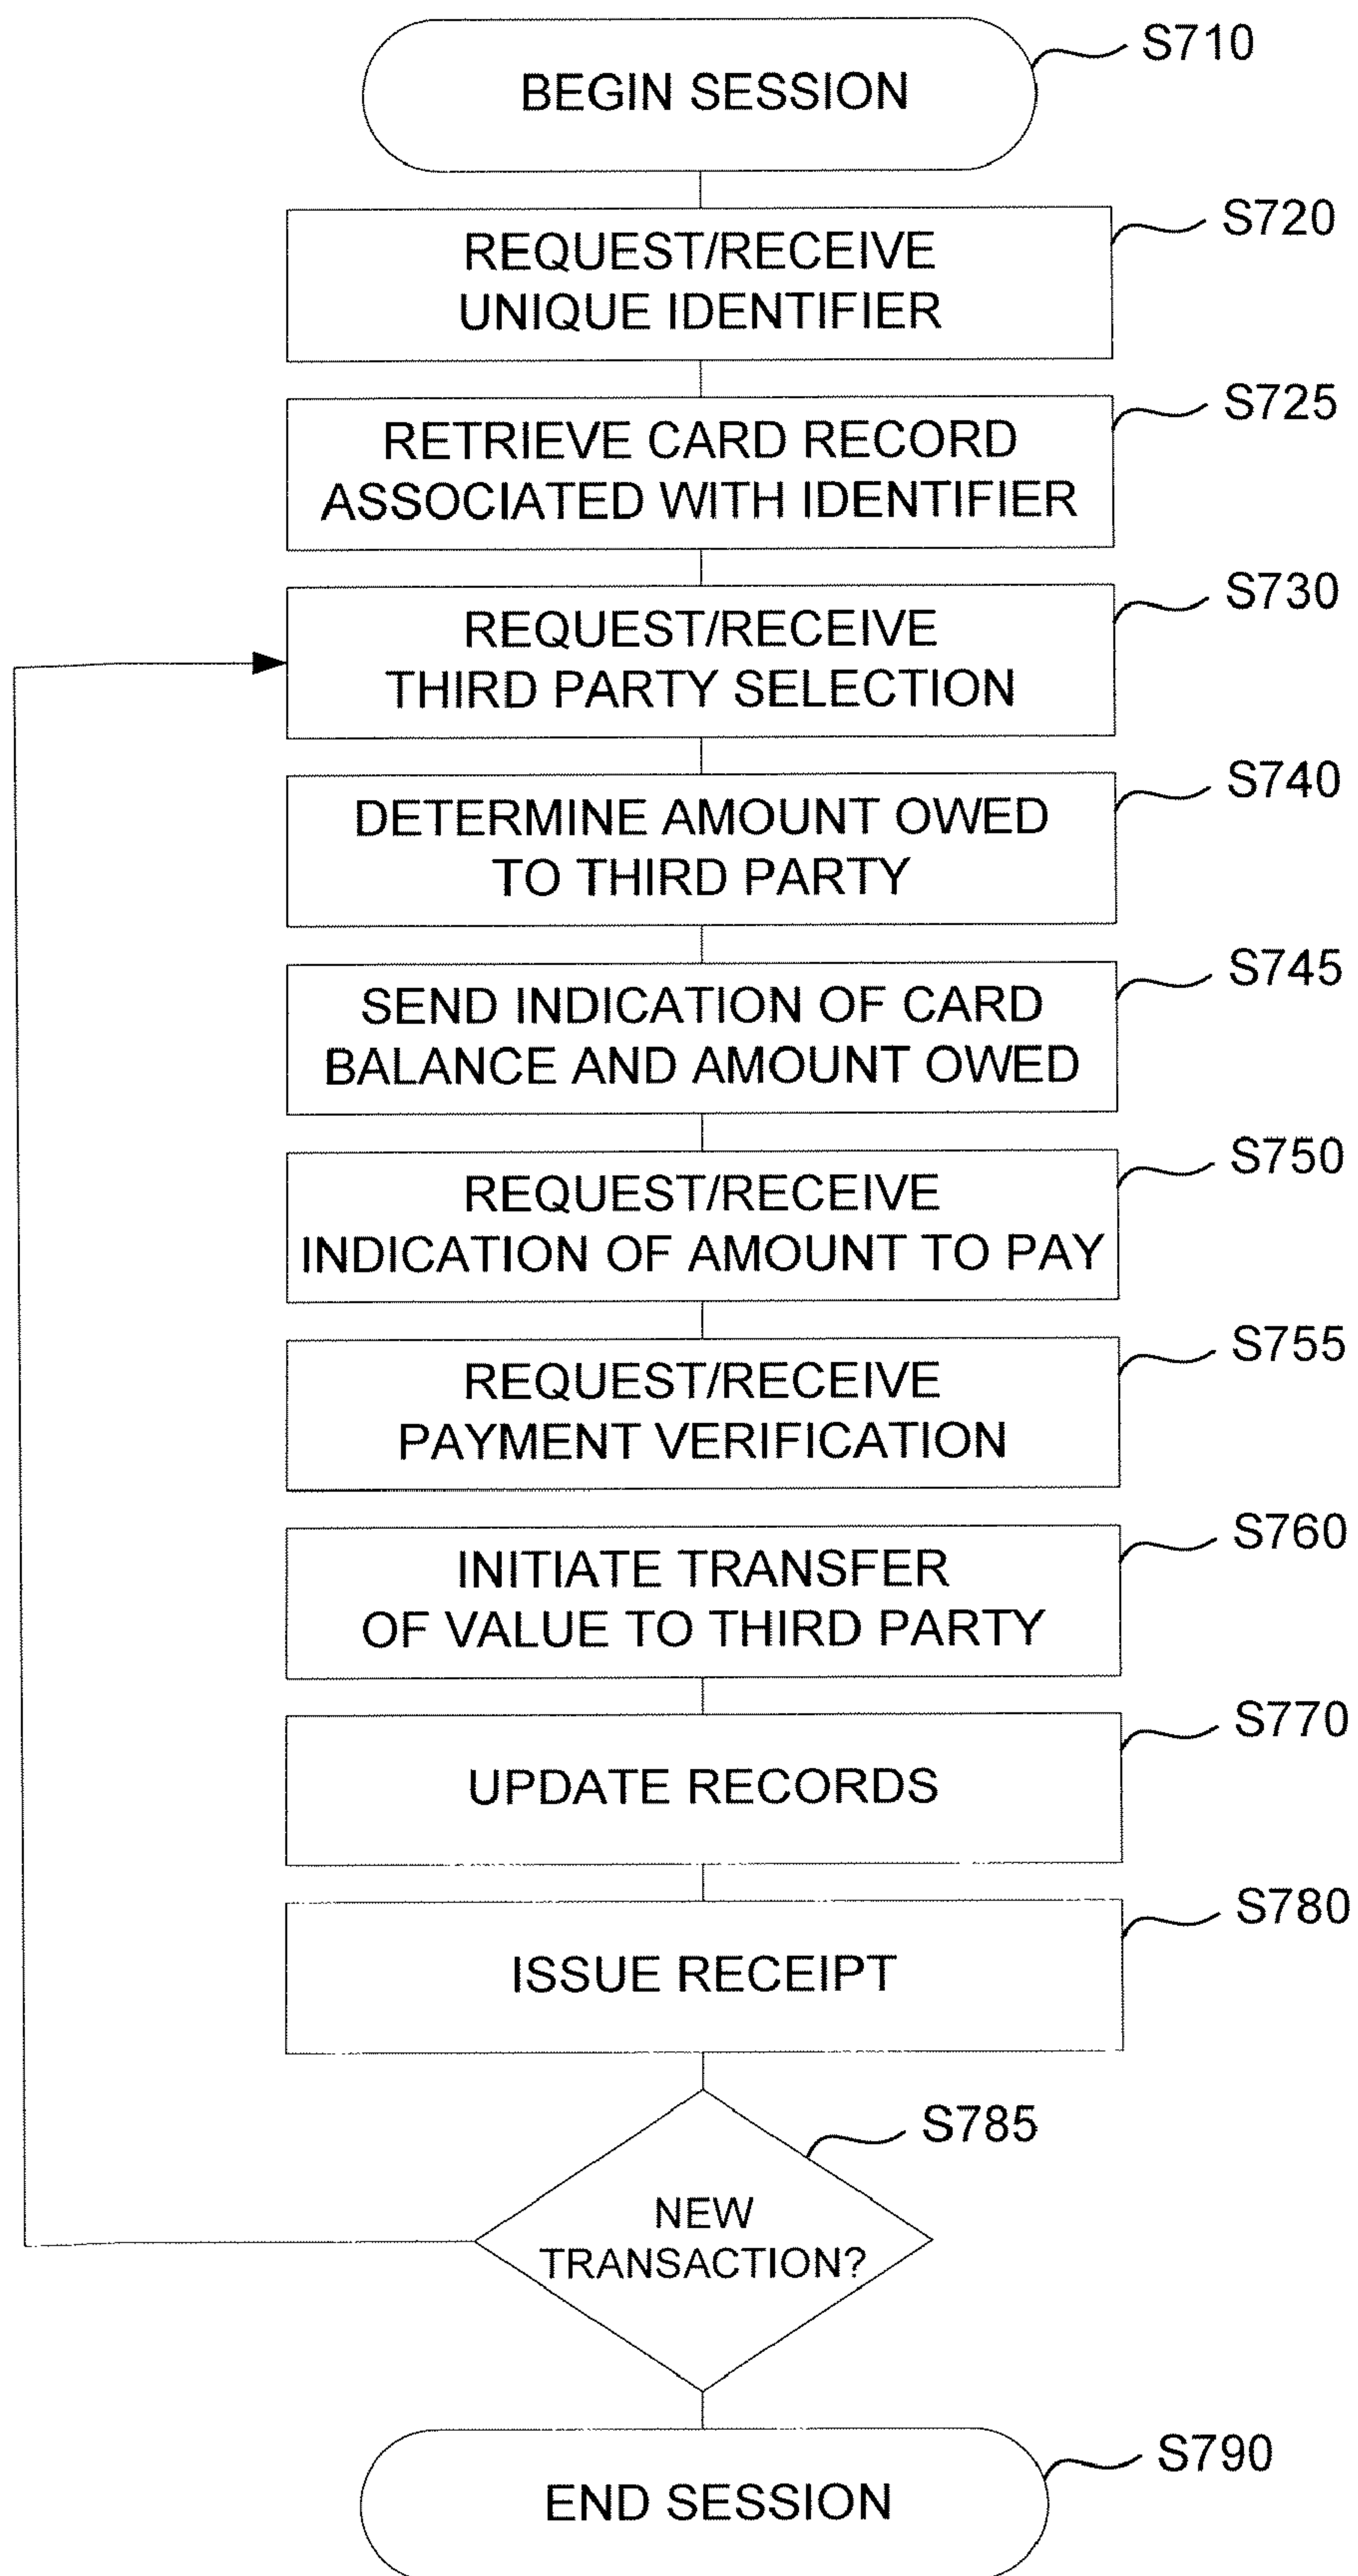 S710
BEGIN SESSION
S720
REQUEST/RECEIVE
UNIQUE IDENTIFIER
S725
RETRIEVE CARD RECORD
ASSOCIATED WITH IDENTIFIER
S730
REQUEST/RECEIVE
THIRD PARTY SELECTION
S740
DETERMINE AMOUNT OWED
TO THIRD PARTY
S745
SEND INDICATION OF CARD
BALANCE AND AMOUNT OWED
S750
REQUEST/RECEIVE
INDICATION OF AMOUNT TO PAY
S755
REQUEST/RECEIVE
PAYMENT VERIFICATION
S760
INITIATE TRANSFER
OF VALUE TO THIRD PARTY
S770
UPDATE RECORDS
S780
ISSUE RECEIPT
S785
NEW
TRANSACTION?
S790
END SESSION